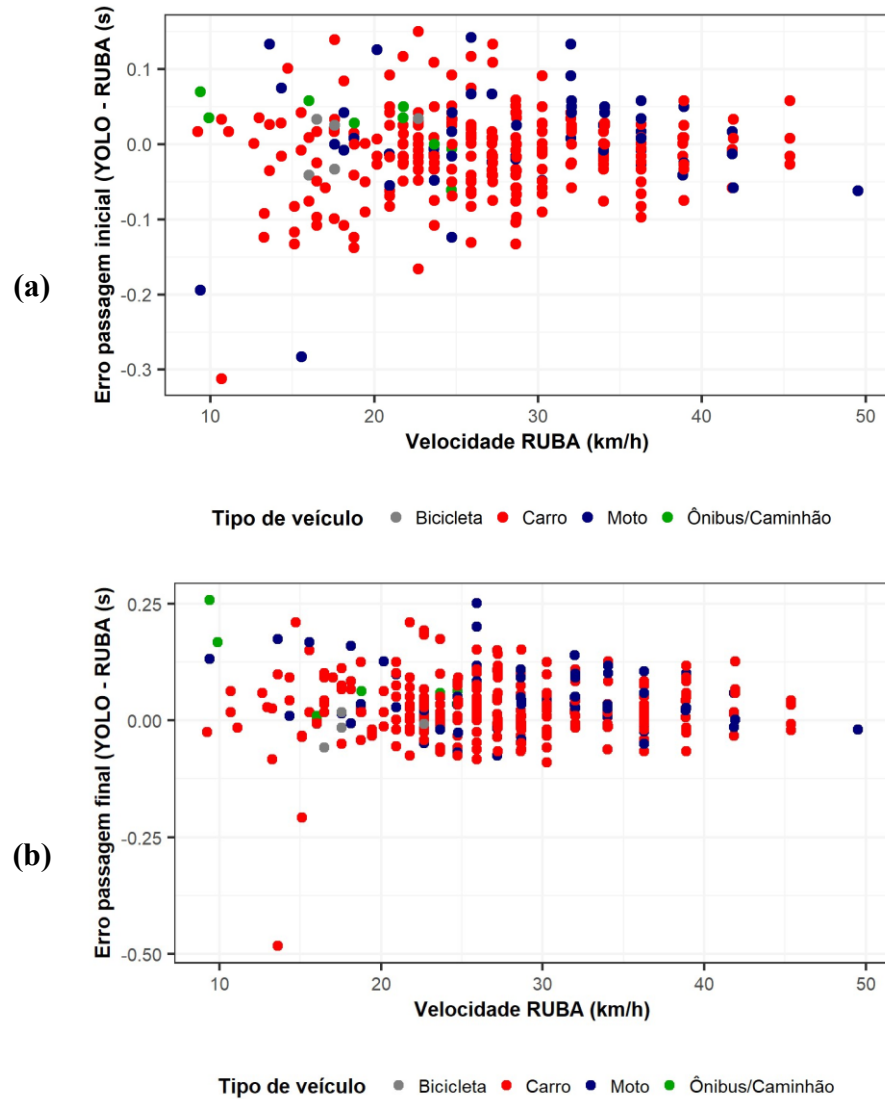 (a)
Erro passagem inicial (YOLO - RUBA) (s)
0.1
0.0
-0.1
-0.2
-0.3
10 20 30 40 50
Velocidade RUBA (km/h)
Tipo de veículo Bicicleta Carro Moto Ônibus/Caminhão
(b)
Erro passagem final (YOLO - RUBA) (s)
0.25
0.00
-0.25
-0.50
10 20 30 40 50
Velocidade RUBA (km/h)
Tipo de veículo Bicicleta Carro Moto Ônibus/Caminhão